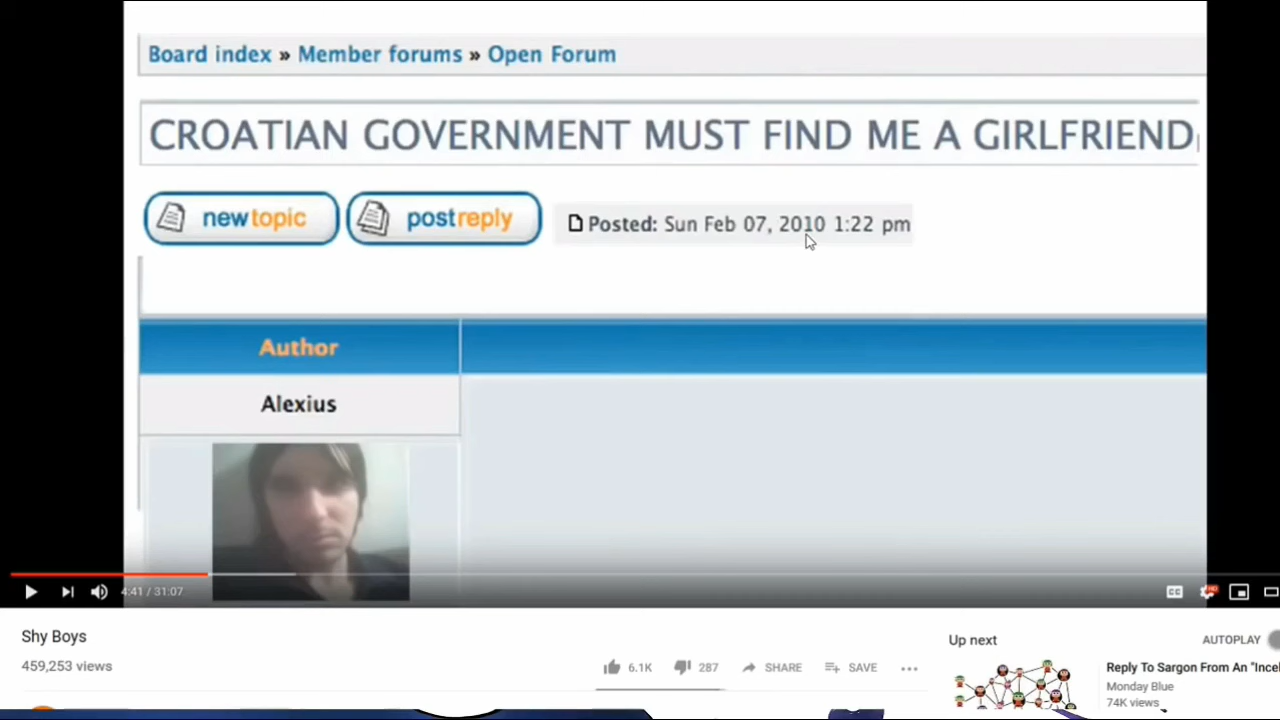 Board index » Member forums » Open Forum
CROATIAN GOVERNMENT MUST FIND ME A GIRLFRIEND
newtopic
postreply
Posted: Sun Feb 07, 2010 1:22 pm
Author
Alexius
4:41 / 31:07
CC
HD
Shy Boys
459,253 views
6.1K
287
SHARE
SAVE
Up next
AUTOPLAY
Reply To Sargon From An "Incel
Monday Blue
74K views